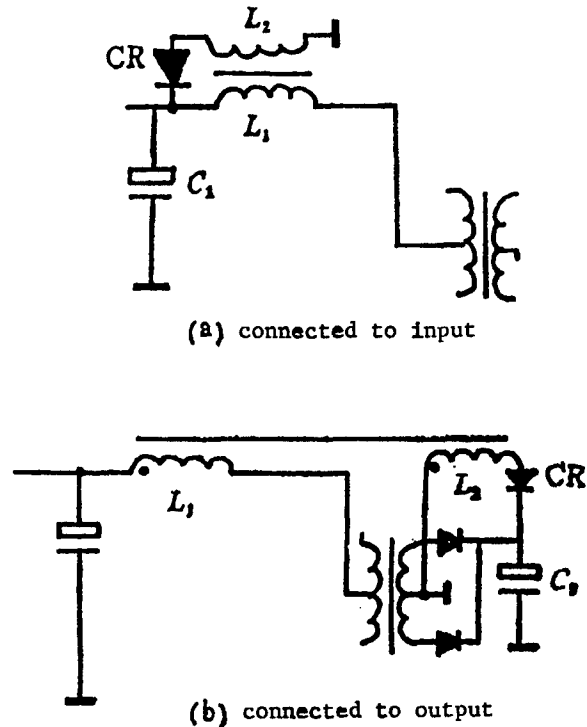 L₂
CR
L₁
C₁
(a) connected to input
L₁
L₂
CR
C₂
(b) connected to output